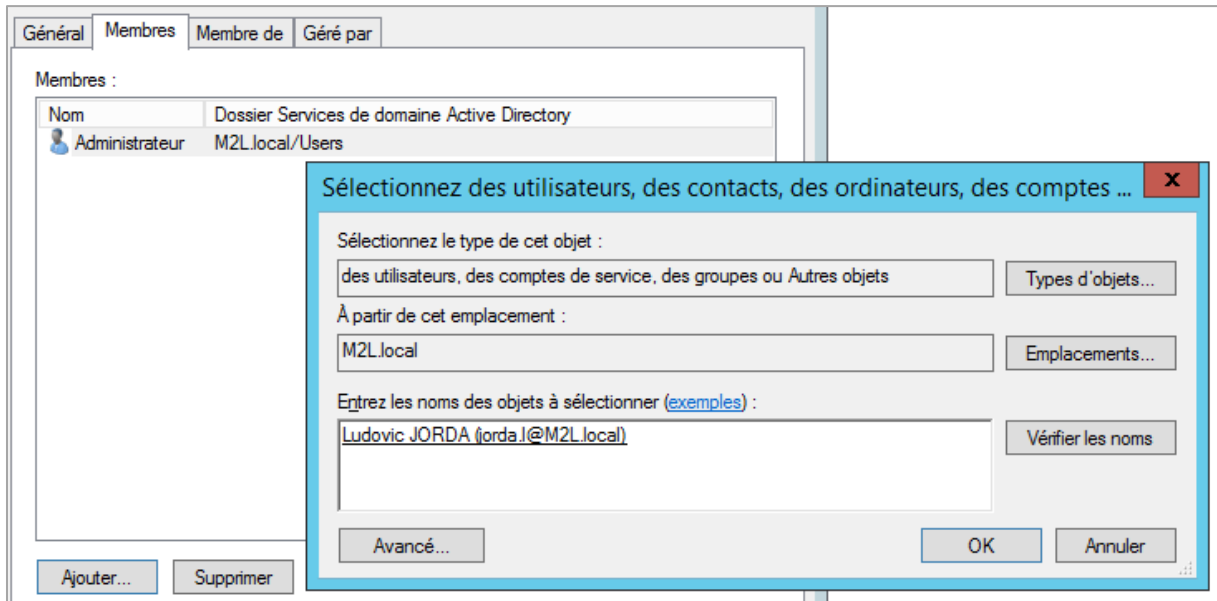 Général Membres Membre de Géré par
Membres :
Nom Dossier Services de domaine Active Directory
Administrateur M2L.local/Users
Sélectionnez des utilisateurs, des contacts, des ordinateurs, des comptes ... x
Sélectionnez le type de cet objet :
des utilisateurs, des comptes de service, des groupes ou Autres objets Types d'objets...
À partir de cet emplacement :
M2L.local Emplacements...
Entrez les noms des objets à sélectionner (exemples) :
Ludovic JORDA (jorda.l@M2L.local) Vérifier les noms
Avancé... OK Annuler
Ajouter... Supprimer